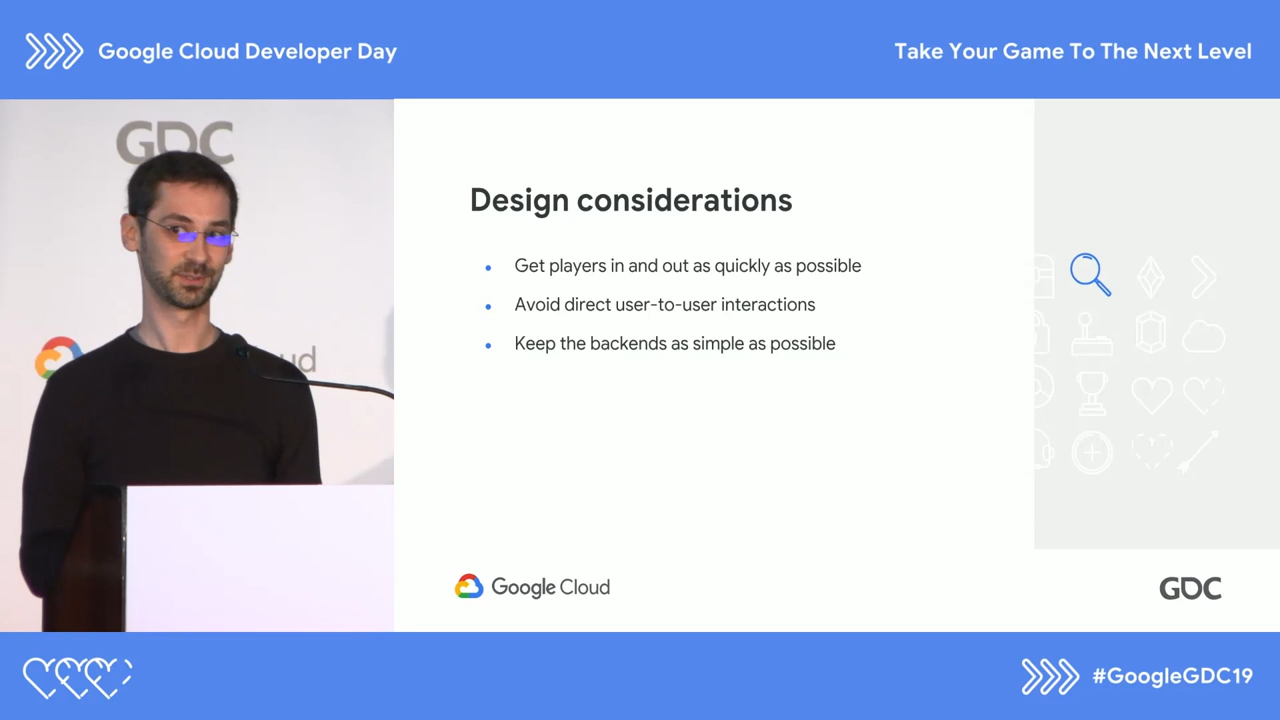 Google Cloud Developer Day
Take Your Game To The Next Level
GDC
Design considerations
• Get players in and out as quickly as possible
• Avoid direct user-to-user interactions
• Keep the backends as simple as possible
ud
Google Cloud
GDC
#GoogleGDC19